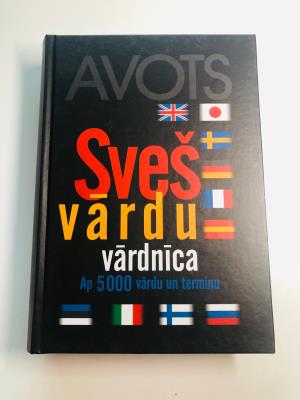 AVOTS
Sveš
vārdu
vārdnīca
Ap 5000 vārdu un terminu